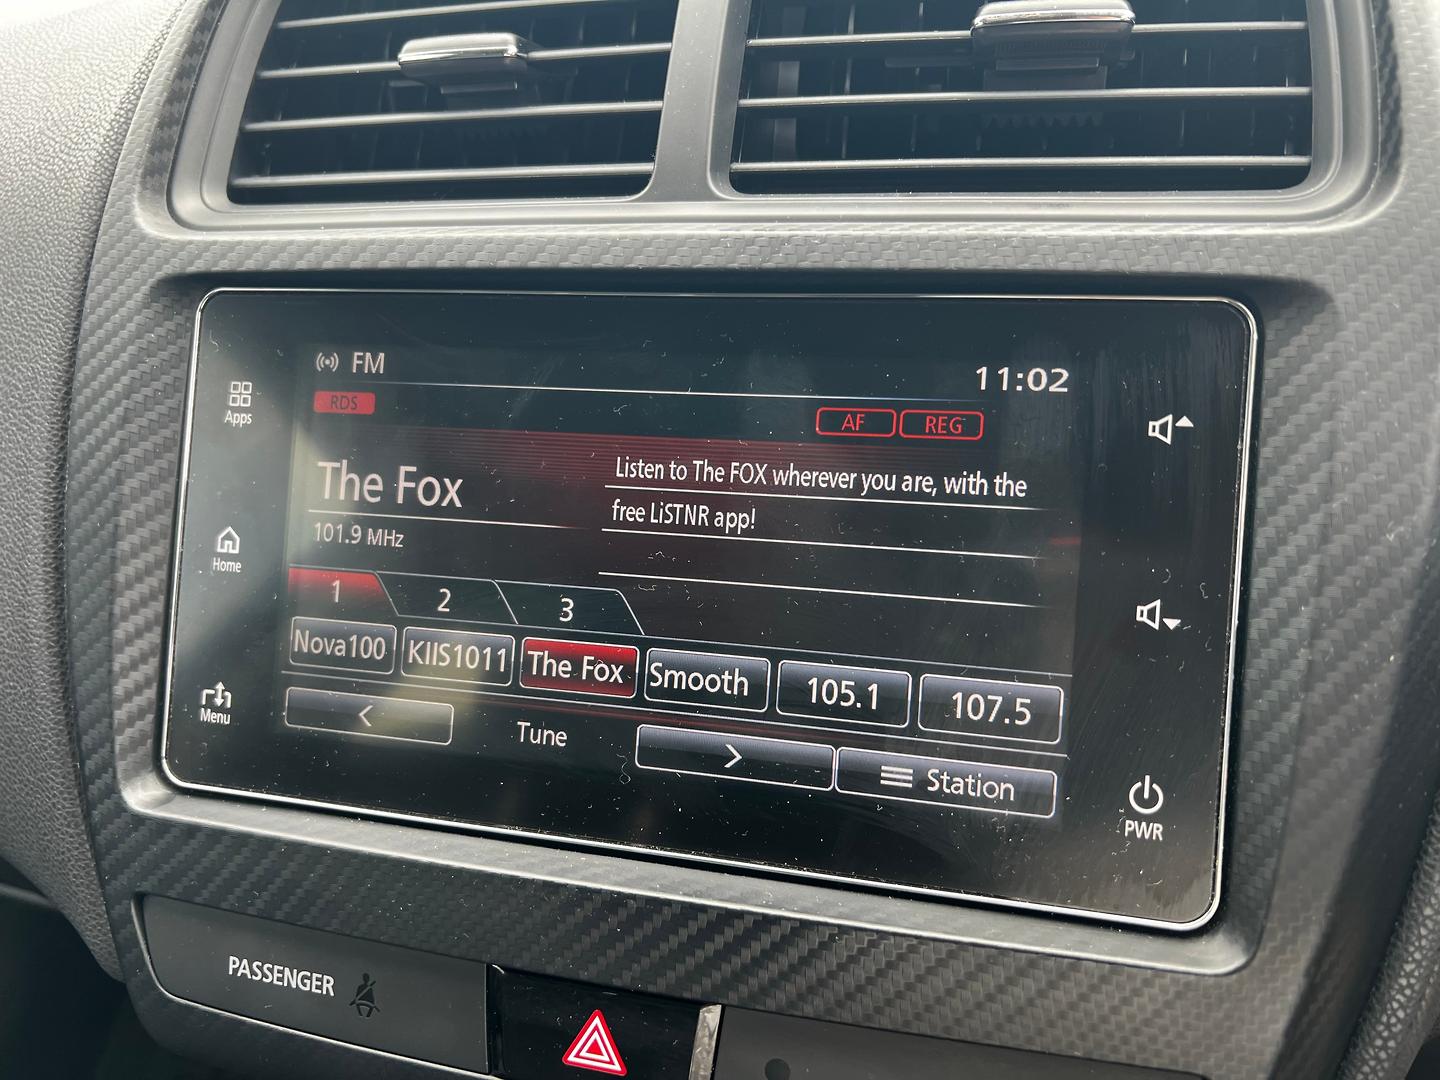 FM
11:02
RDS
AF
REG
Apps
The Fox
Listen to The FOX wherever you are, with the
free LiSTNR app!
101.9 MHz
Home
1
2
3
Nova100
KIIS1011
The Fox
Smooth
105.1
107.5
Menu
<
Tune
>
Station
PWR
PASSENGER